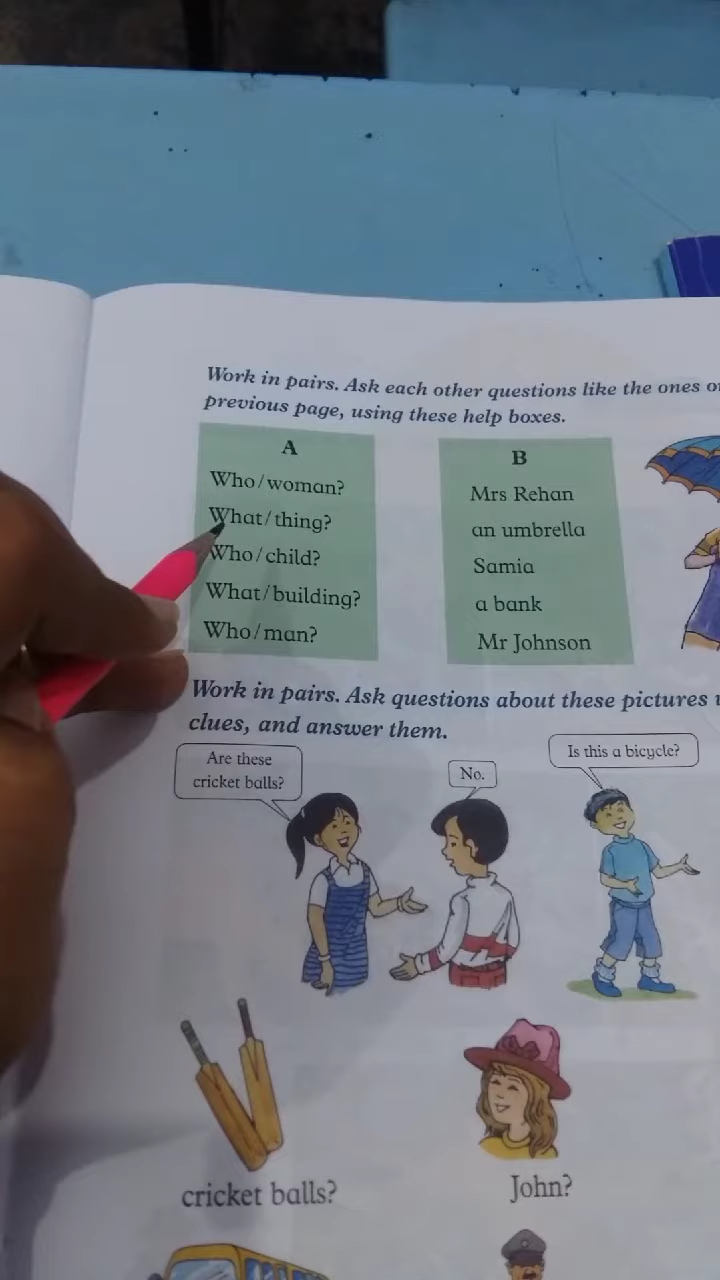 Work in pairs. Ask each other questions like the ones
previous page, using these help boxes.
A
Who/woman?
What/thing?
Who/child?
What/building?
Who/man?
B
Mrs Rehan
an umbrella
Samia
a bank
Mr Johnson
Work in pairs. Ask questions about these pictures
clues, and answer them.
Are these
cricket balls?
No.
Is this a bicycle?
cricket balls?
John?